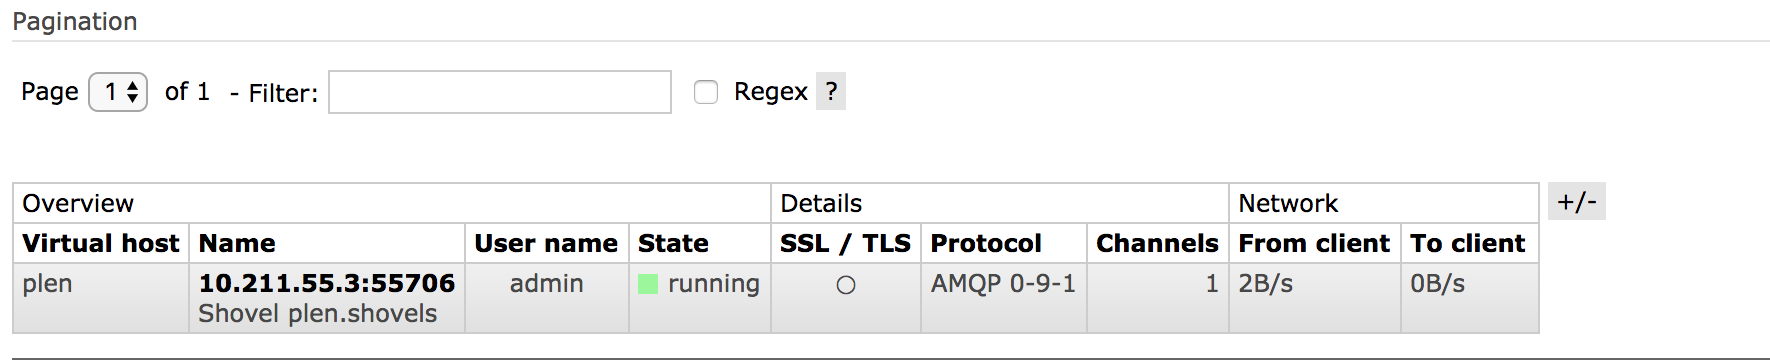 Pagination
Page 1 of 1 - Filter: Regex ?
Overview Details Network +/-
Virtual host Name User name State SSL / TLS Protocol Channels From client To client
plen 10.211.55.3:55706 admin running ○ AMQP 0-9-1 1 2B/s 0B/s
Shovel plen.shovels